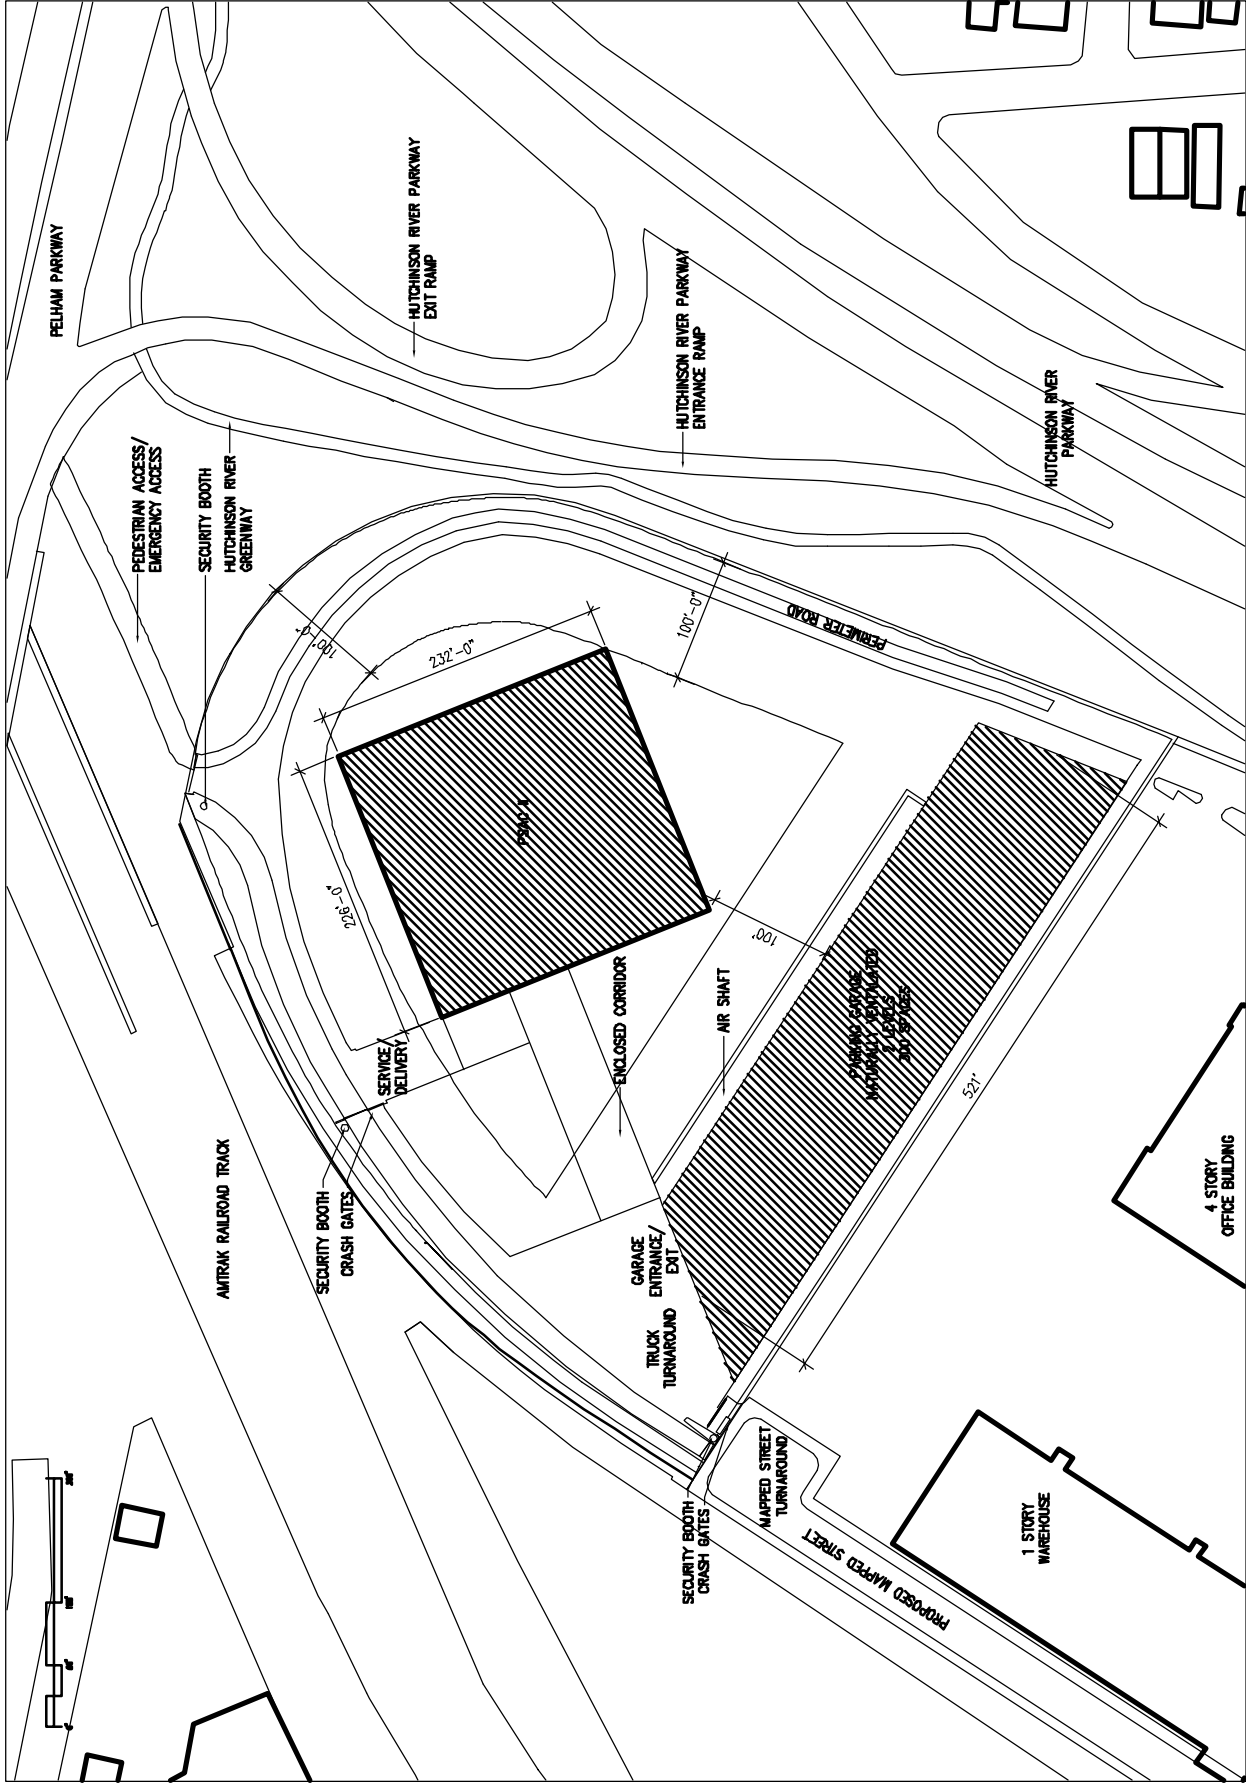 PELHAM PARKWAY
HUTCHINSON RIVER PARKWAY
EXIT RAMP
HUTCHINSON RIVER PARKWAY
ENTRANCE RAMP
HUTCHINSON RIVER
PARKWAY
PEDESTRIAN ACCESS/
EMERGENCY ACCESS
SECURITY BOOTH
HUTCHINSON RIVER
GREENWAY
100'-0"
232'-0"
100'-0"
PERIMETER ROAD
226'-0"
PSAC II
100'
SERVICE/
DELIVERY
ENCLOSED CORRIDOR
AIR SHAFT
PARKING GARAGE
NATURALLY VENTILATED
2 LEVELS
300 SPACES
521'
AMTRAK RAILROAD TRACK
SECURITY BOOTH
CRASH GATES
GARAGE
ENTRANCE/
EXIT
TRUCK
TURNAROUND
4 STORY
OFFICE BUILDING
SECURITY BOOTH
CRASH GATES
MAPPED STREET
TURNAROUND
PROPOSED MAPPED STREET
1 STORY
WAREHOUSE